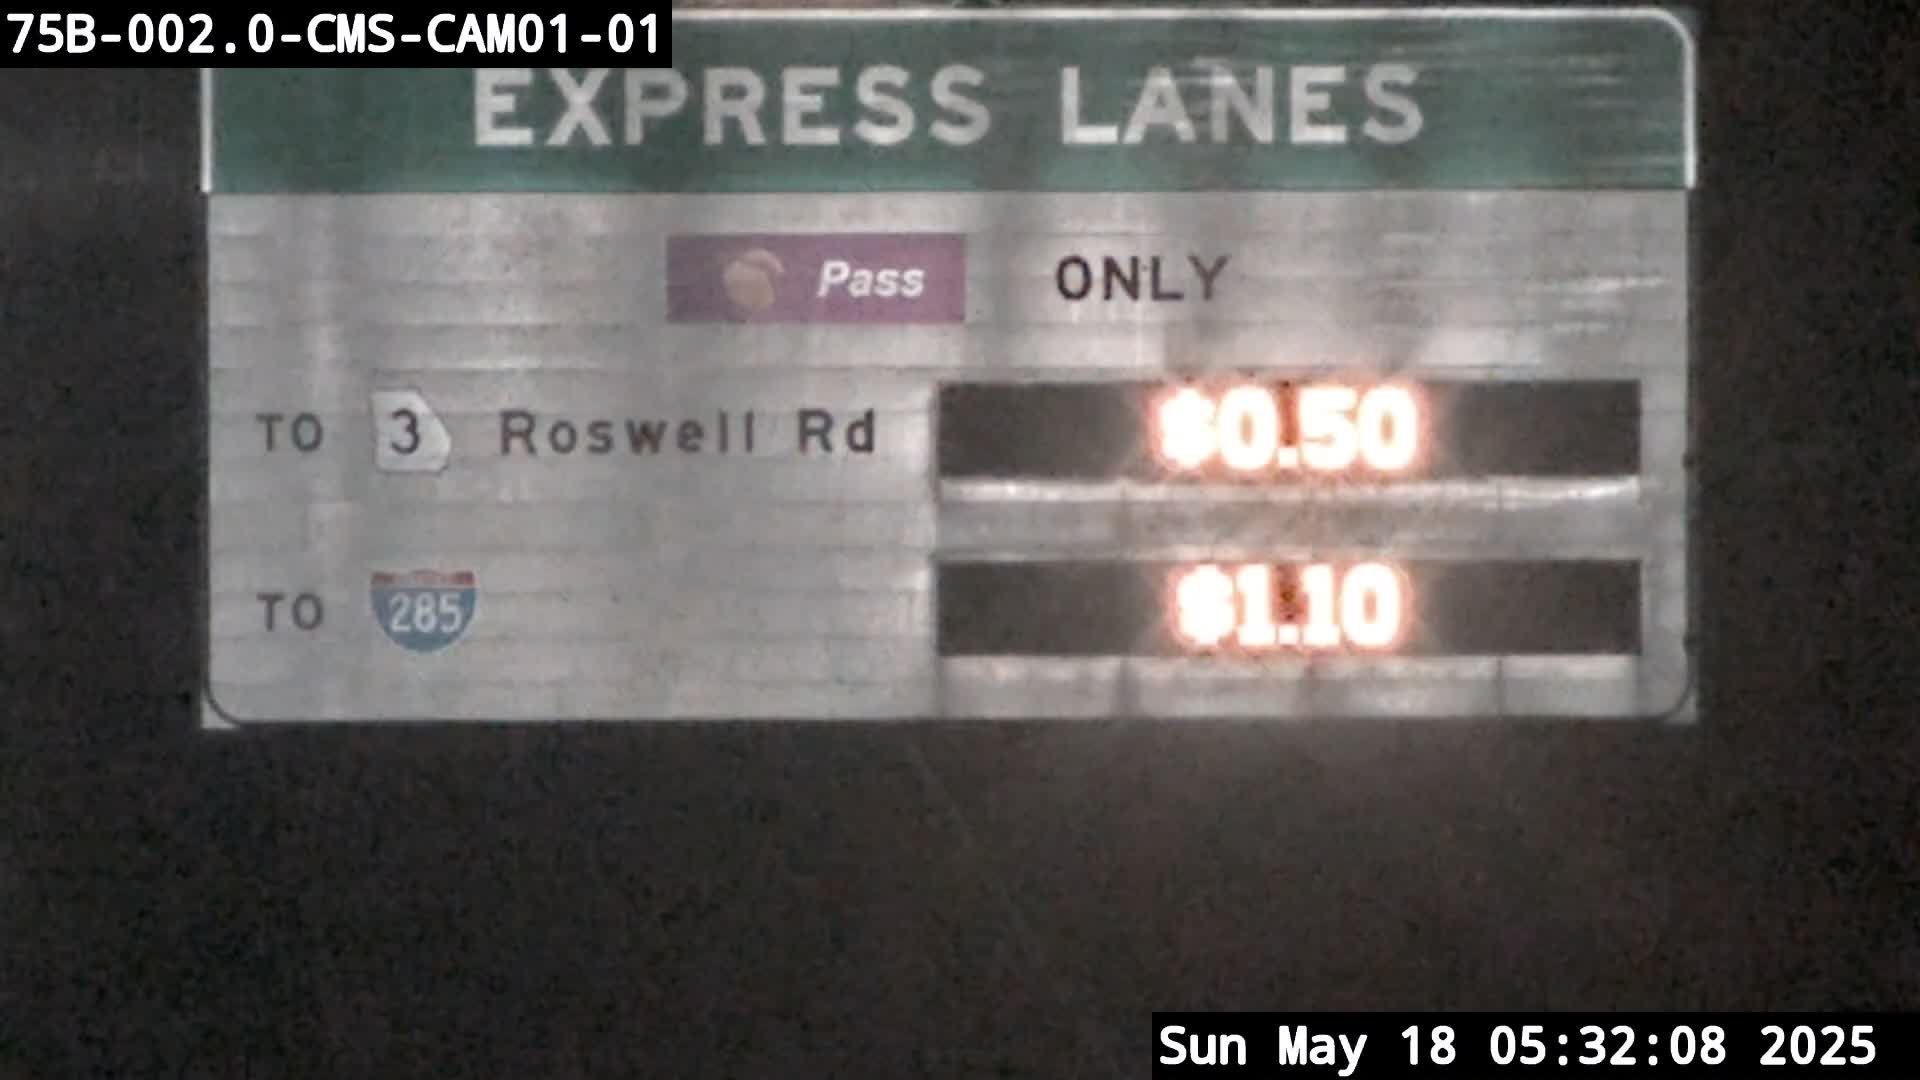 75B-002.0-CMS-CAM01-01
EXPRESS LANES
Pass ONLY
TO 3 Roswell Rd $0.50
TO 285 $1.10
Sun May 18 05:32:08 2025